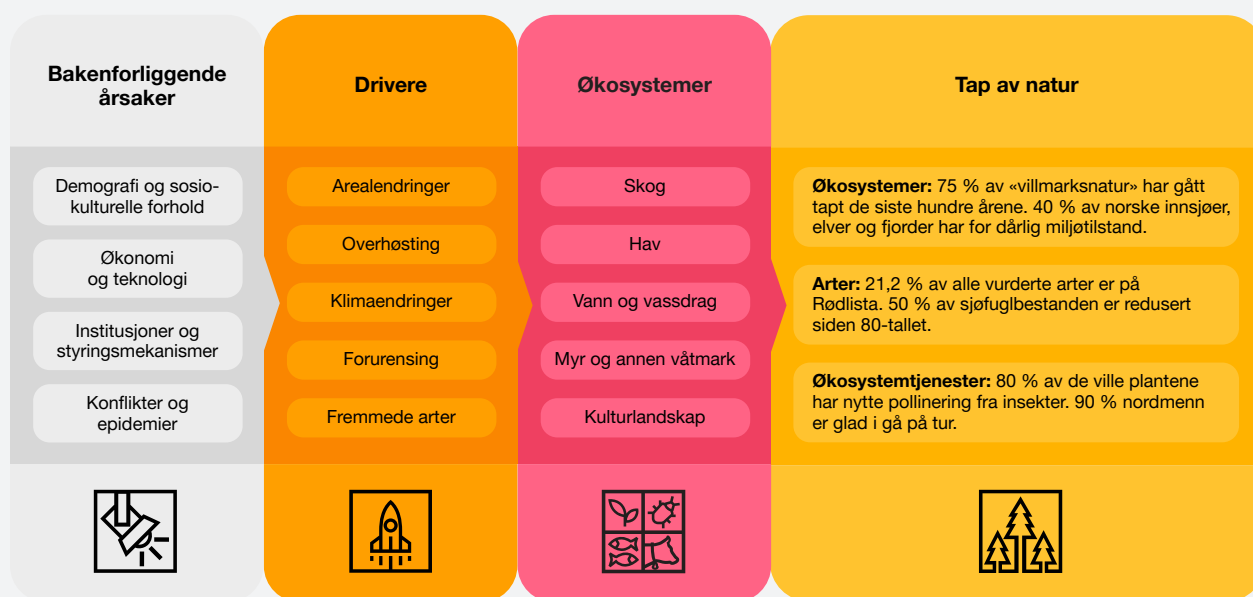 Bakenforliggende
årsaker
Demografi og sosio-
kulturelle forhold
Økonomi
og teknologi
Institusjoner og
styringsmekanismer
Konflikter og
epidemier
Drivere
Arealendringer
Overhøsting
Klimaendringer
Forurensing
Fremmede arter
Økosystemer
Skog
Hav
Vann og vassdrag
Myr og annen våtmark
Kulturlandskap
Tap av natur
Økosystemer: 75 % av «villmarksnatur» har gått
tapt de siste hundre årene. 40 % av norske innsjøer,
elver og fjorder har for dårlig miljøtilstand.
Arter: 21,2 % av alle vurderte arter er på
Rødlista. 50 % av sjøfuglbestanden er redusert
siden 80-tallet.
Økosystemtjenester: 80 % av de ville plantene
har nytte pollinering fra insekter. 90 % nordmenn
er glad i gå på tur.